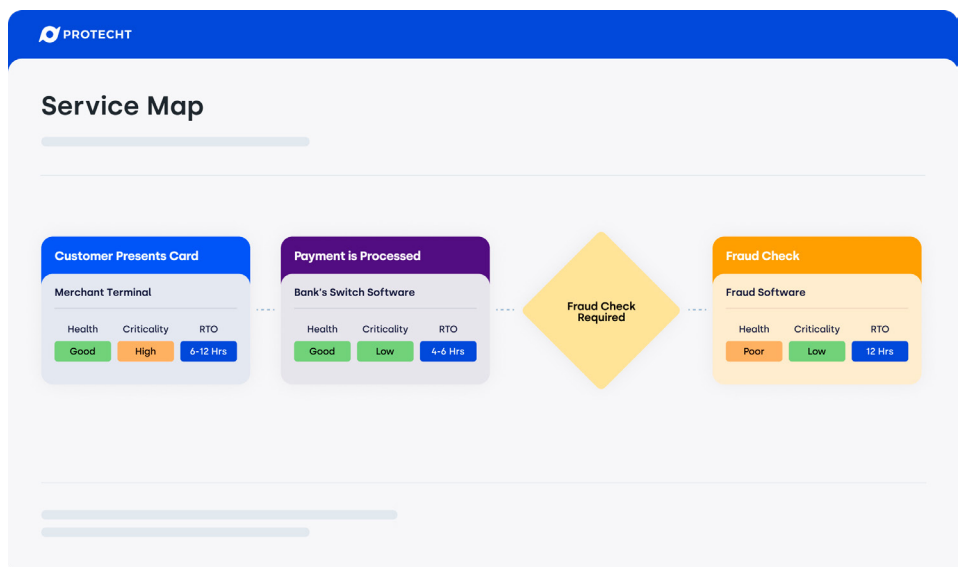 PROTECHT
Service Map
Customer Presents Card
Merchant Terminal
Health Criticality RTO
Good High 6-12 Hrs
Payment is Processed
Bank's Switch Software
Health Criticality RTO
Good Low 4-6 Hrs
Fraud Check
Required
Fraud Check
Fraud Software
Health Criticality RTO
Poor Low 12 Hrs